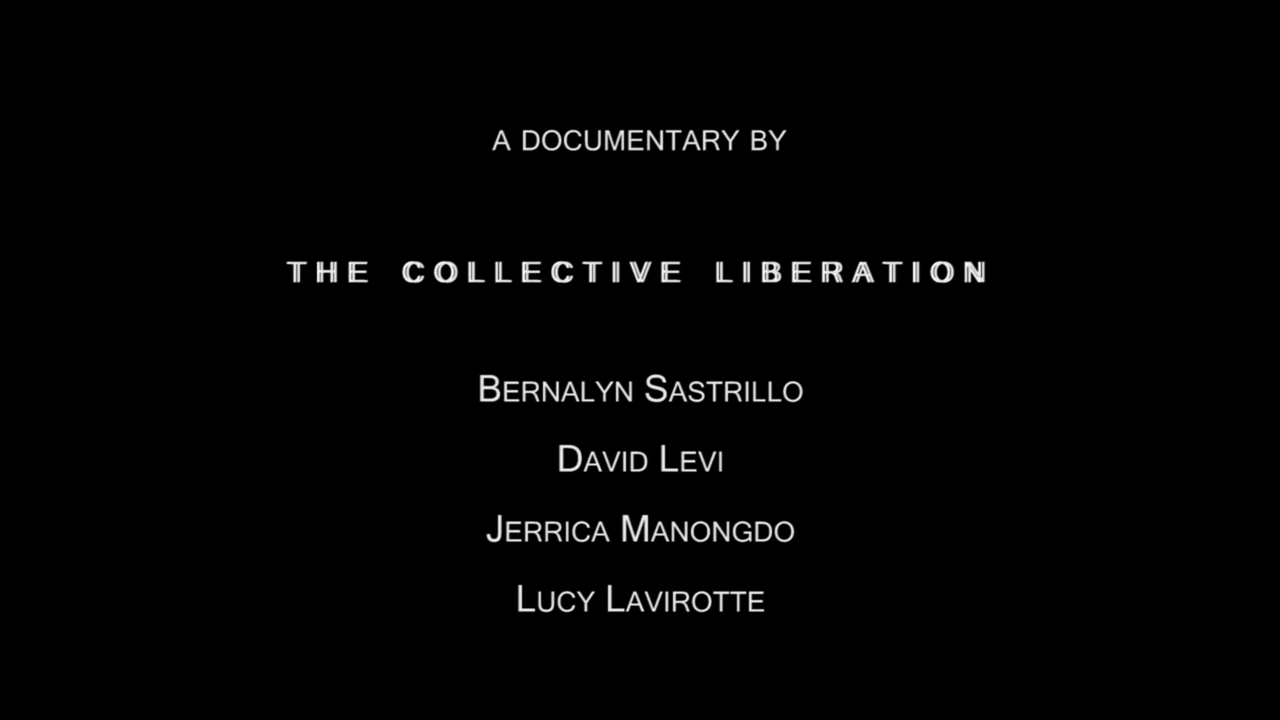 A DOCUMENTARY BY
THE COLLECTIVE LIBERATION
BERNALYN SASTRILLO
DAVID LEVI
JERRICA MANONGDO
LUCY LAVIROTTE